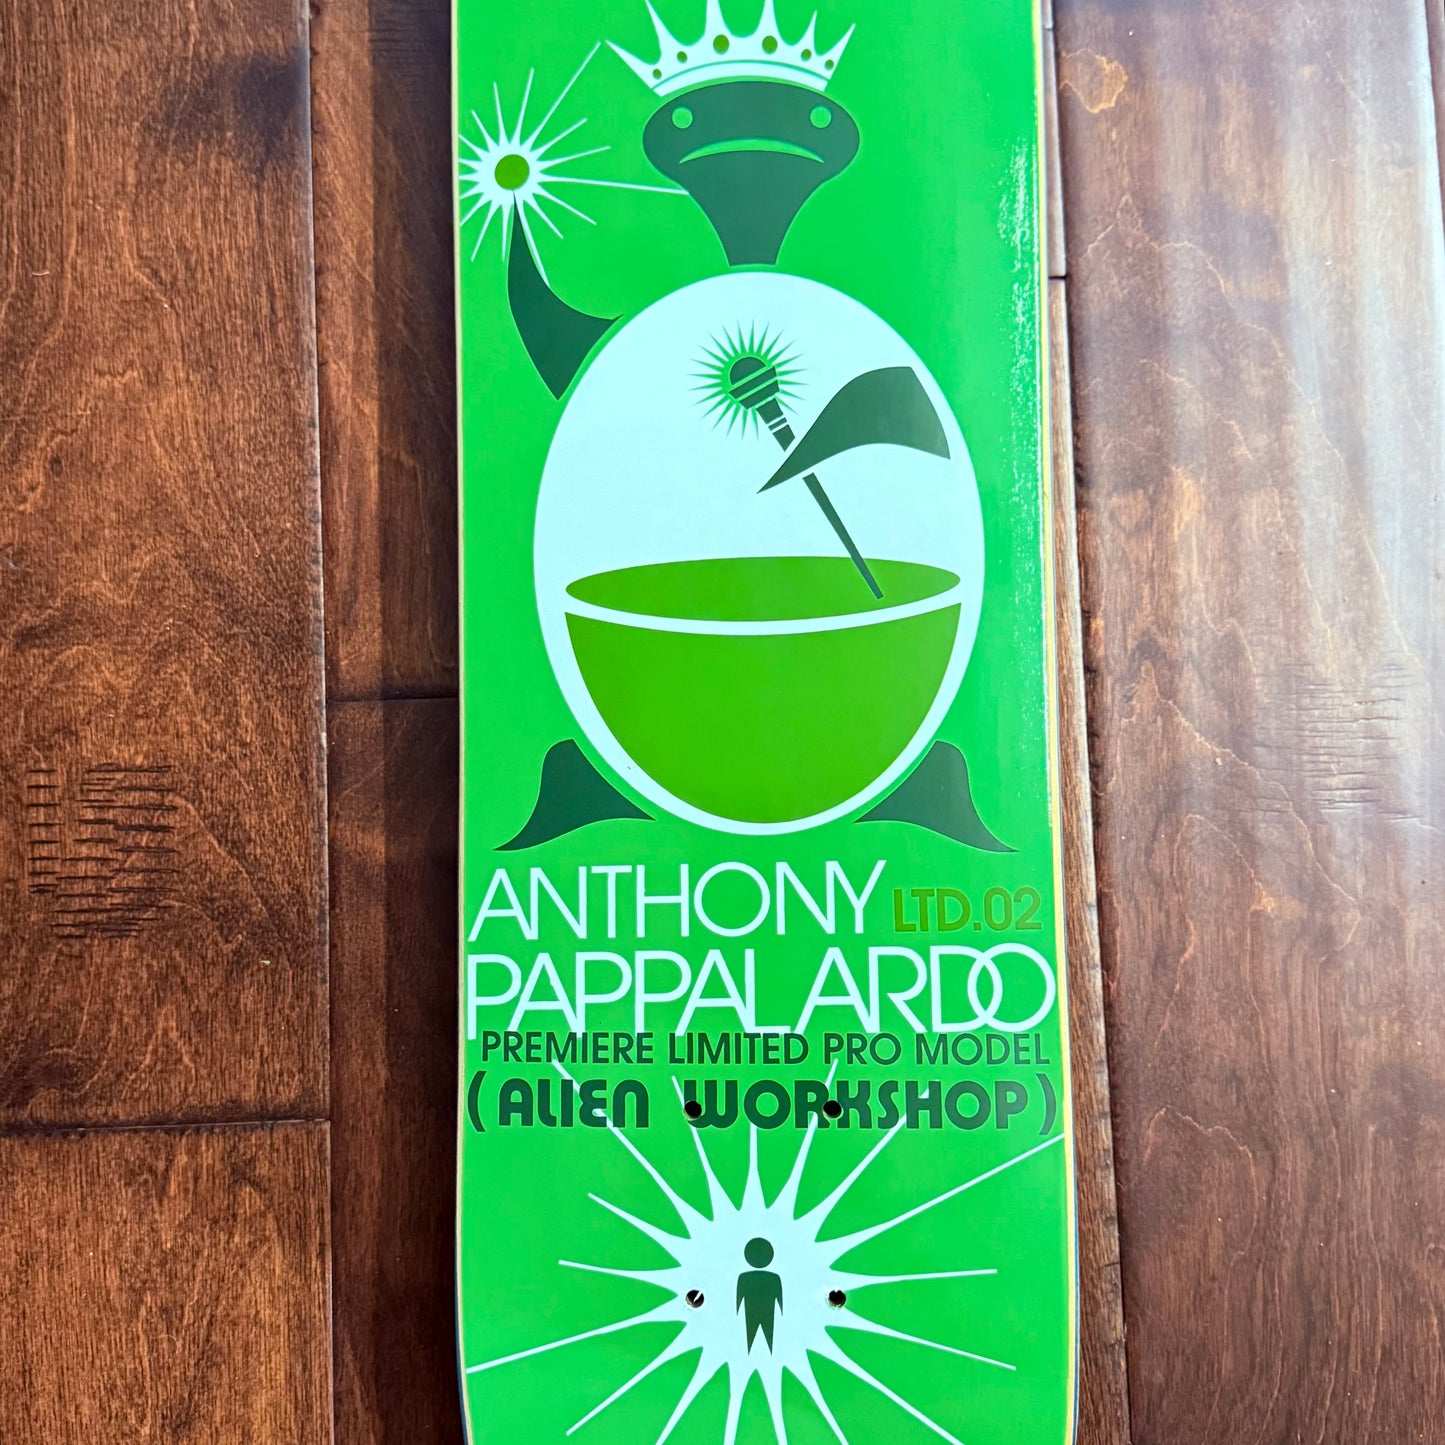 ANTHONY LTD.02
PAPPALARDO
PREMIERE LIMITED PRO MODEL
(ALIEN WORKSHOP)